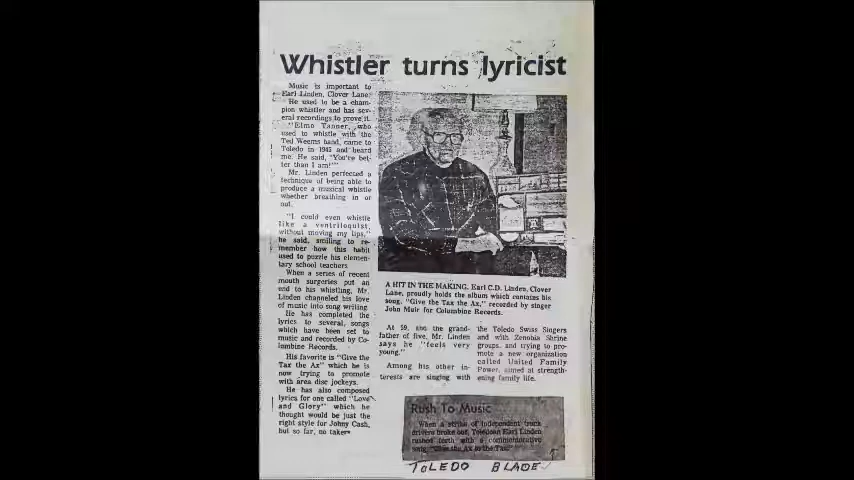 Whistler turns lyricist
Music is important to
Earl Linden, Clover Lane.
He used to be a cham-
pion whistler and has sev-
eral recordings to prove it.
"Elmo Tanner, who
used to whistle with the
Ted Weems band, came to
Toledo in 1945 and heard
me. He said, "You're bet-
ter than I am!""
Mr. Linden perfected a
technique of being able to
produce a musical whistle
whether breathing in or
out.
"I could even whistle
like a ventriloquist,
without moving my lips,"
he said, smiling to re-
member how this habit
used to puzzle his elemen-
tary school teachers.
When a series of recent
mouth surgeries put an
end to his whistling, Mr.
Linden channeled his love
of music into song writing.
He has completed the
lyrics to several, songs
which have been set to
music and recorded by Co-
lumbine Records.
His favorite is "Give the
Tax the Ax" which he is
now trying to promote
with area disc jockeys.
He has also composed
lyrics for one called "Love
and Glory" which he
thought would be just the
right style for Johny Cash,
but so far, no takers
A HIT IN THE MAKING. Earl C.D. Linden, Clover
Lane, proudly holds the album which contains his
song, "Give the Tax the Ax," recorded by singer
John Muir for Columbine Records.
At 59, and the grand-
father of five, Mr. Linden
says he "feels very
young."
Among his other in-
terests are singing with
the Toledo Swiss Singers
and with Zenobia Shrine
groups, and trying to pro-
mote a new organization
called United Family
Power, aimed at strength-
ening family life.
Rush To Music
When a strike of independent truck
drivers broke out, Toledoan Earl Linden
rushed forth with a commemorative
song, "Give the Ax to the Tax."
TOLEDO BLADE